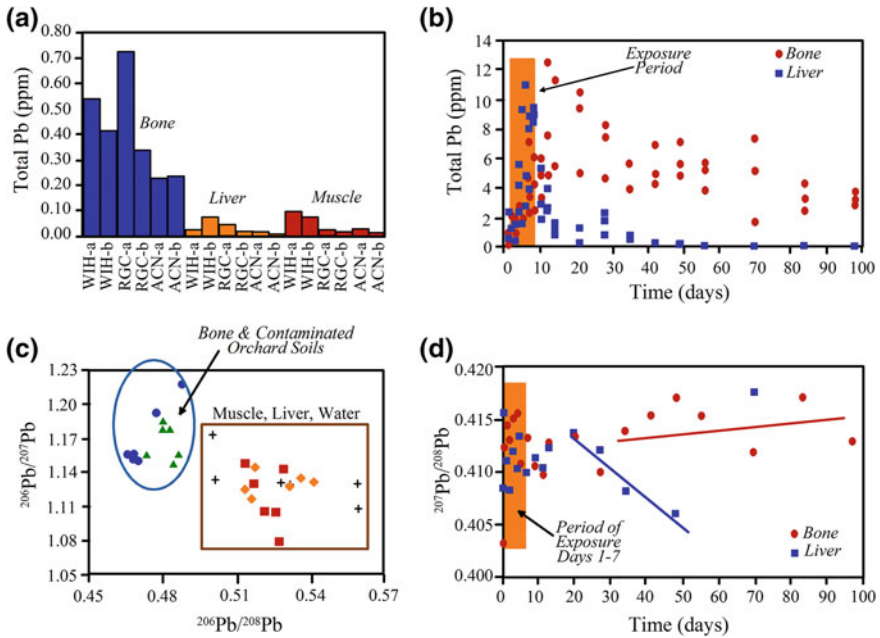 (a)
Total Pb (ppm)
0.80
0.70
0.60
0.50
0.40
0.30
0.20
0.10
0.00
Bone
Liver
Muscle
WIH-a
WIH-b
RGC-a
RGC-b
ACN-a
ACN-b
WIH-a
WIH-b
RGC-a
RGC-b
ACN-a
ACN-b
WIH-a
WIH-b
RGC-a
RGC-b
ACN-a
ACN-b
(b)
Total Pb (ppm)
14
12
10
8
6
4
2
0
Exposure
Period
Bone
Liver
0 10 20 30 40 50 60 70 80 90 100
Time (days)
(c)
Bone & Contaminated
Orchard Soils
206Pb/207Pb
1.23
1.20
1.17
1.14
1.11
1.08
1.05
Muscle, Liver, Water
0.45 0.48 0.51 0.54 0.57
206Pb/208Pb
(d)
207Pb/208Pb
0.420
0.415
0.410
0.405
0.400
Period of
Exposure
Days 1-7
Bone
Liver
0 10 20 30 40 50 60 70 80 90 100
Time (days)